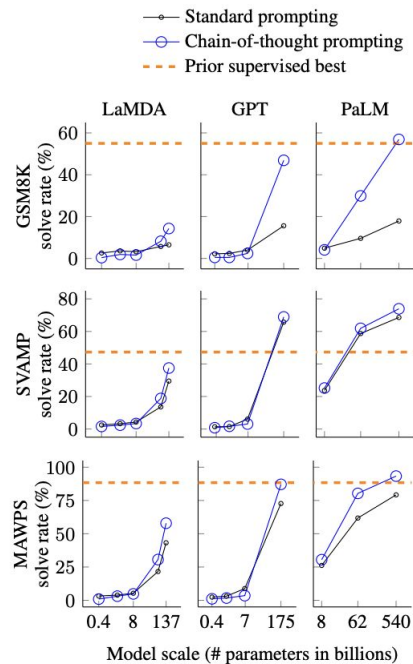 Standard prompting
Chain-of-thought prompting
Prior supervised best
LaMDA GPT PaLM
GSM8K
solve rate (%)
60
40
20
0
SVAMP
solve rate (%)
80
60
40
20
0
MAWPS
solve rate (%)
100
75
50
25
0
0.4 8 137 0.4 7 175 8 62 540
Model scale (# parameters in billions)